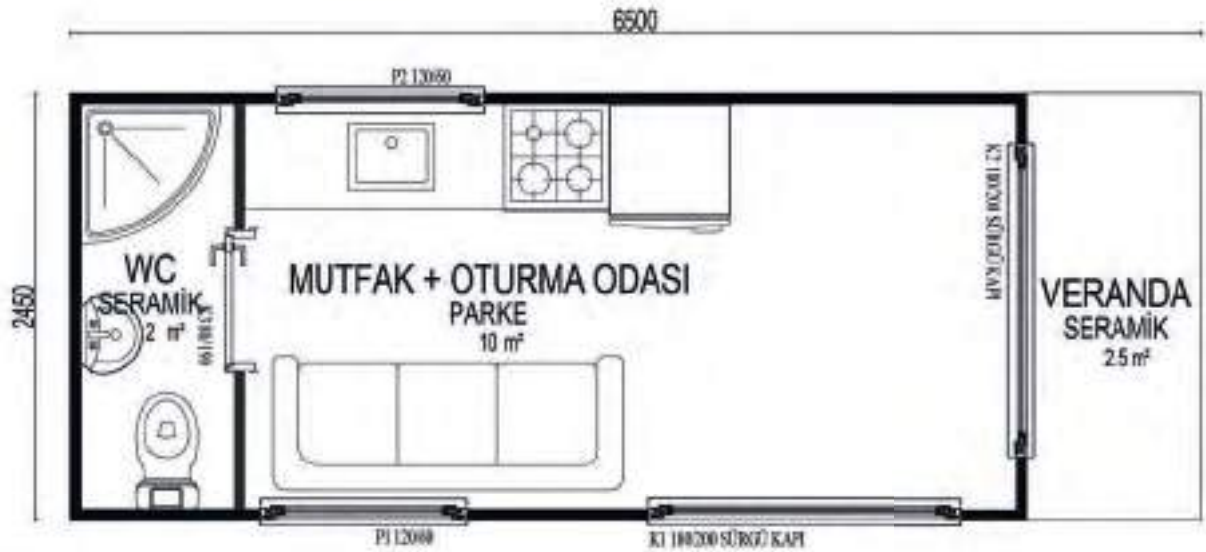 6500
P2 120/60
2450
K2 180/200 SÜRGÜ KAPI
WC
SERAMİK
2 m²
MUTFAK + OTURMA ODASI
PARKE
10 m²
VERANDA
SERAMİK
2.5 m²
P1 120/60
K1 180/200 SÜRGÜ KAPI